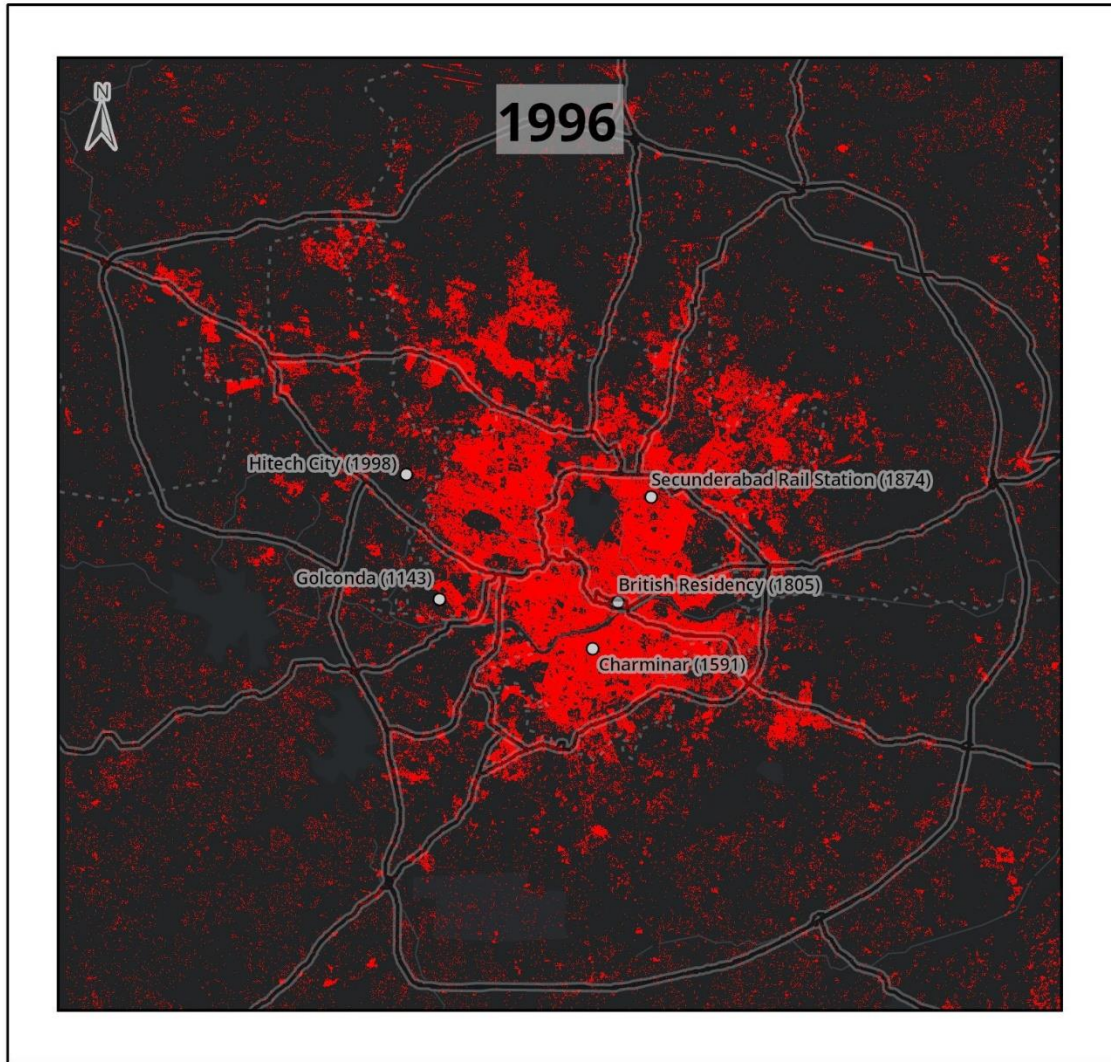 N
1996
Hitech City (1998)
Secunderabad Rail Station (1874)
Golconda (1143)
British Residency (1805)
Charminar (1591)